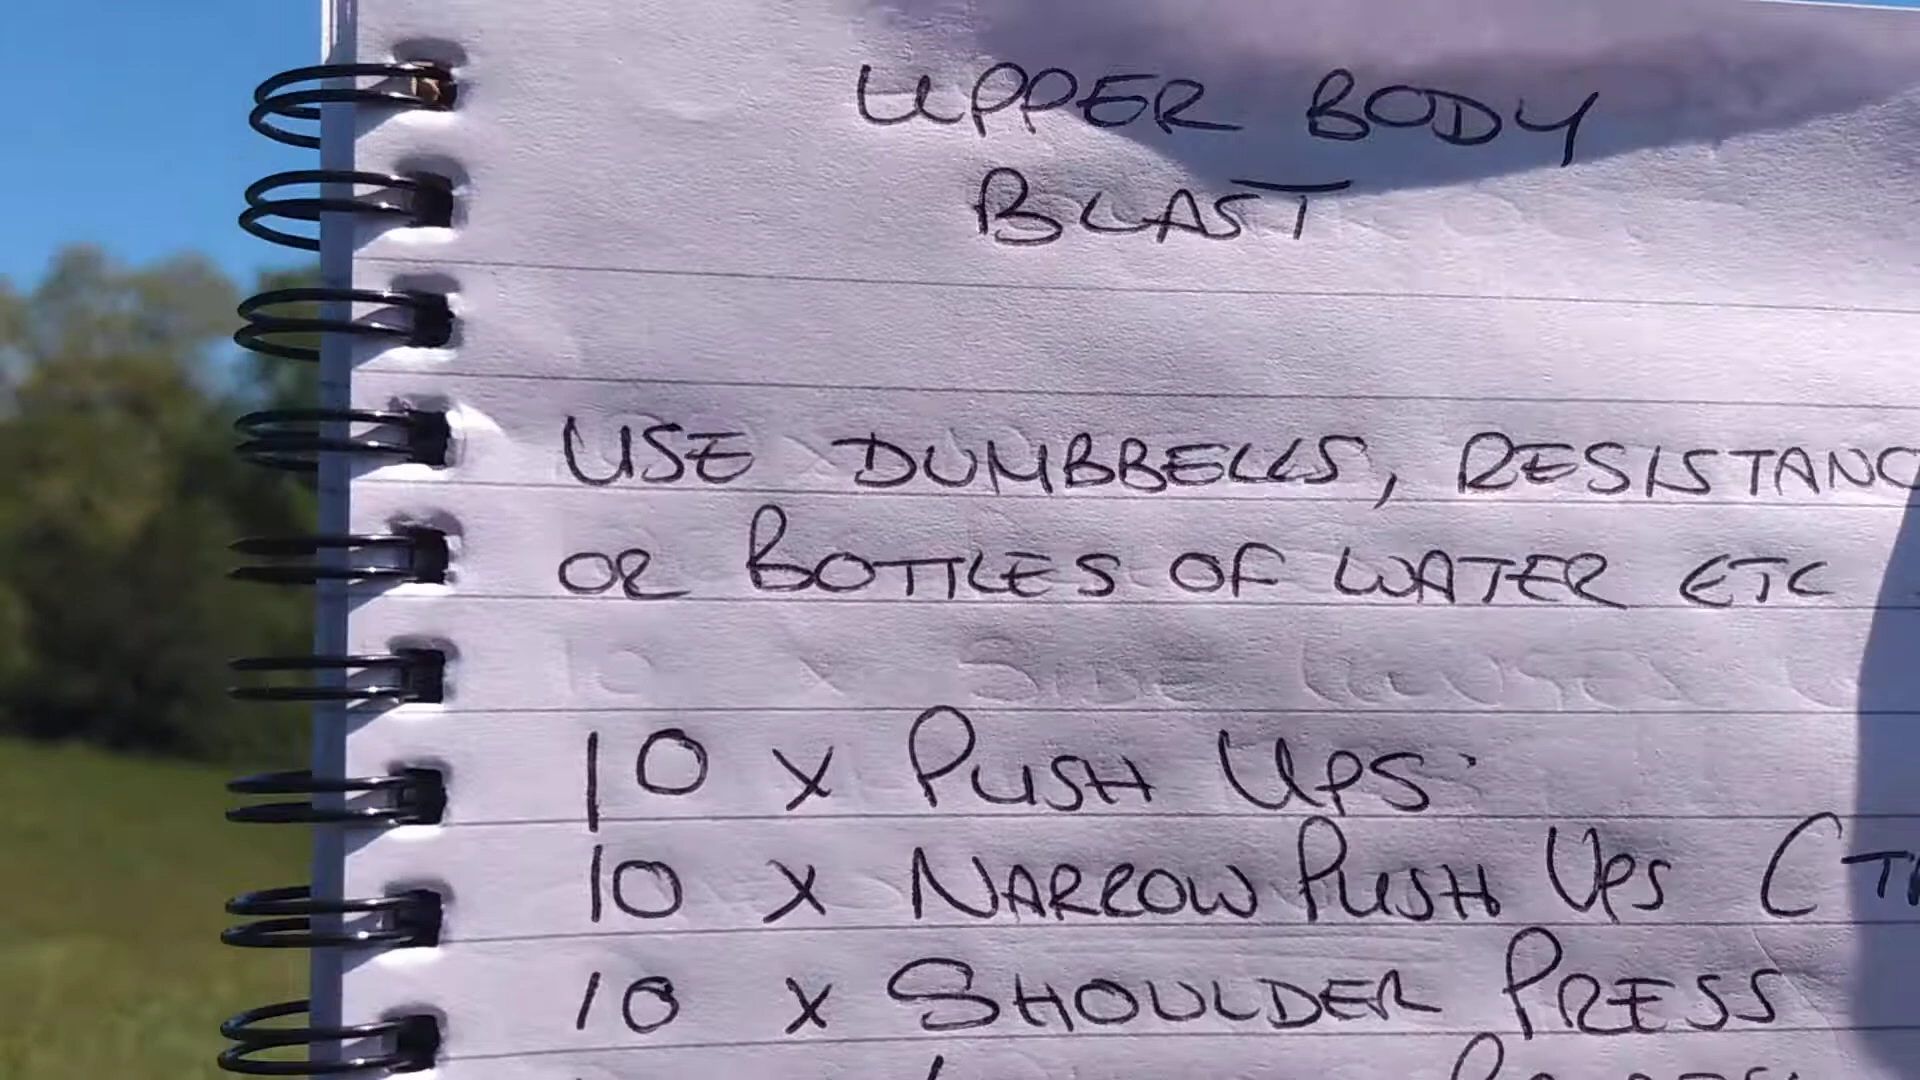 UPPER BODY
BLAST
USE DUMBBELLS, RESISTANC
OR BOTTLES OF WATER ETC
10 X PUSH UPS.
10 X NARROW PUSH UPS (
10 X SHOULDER PRESS